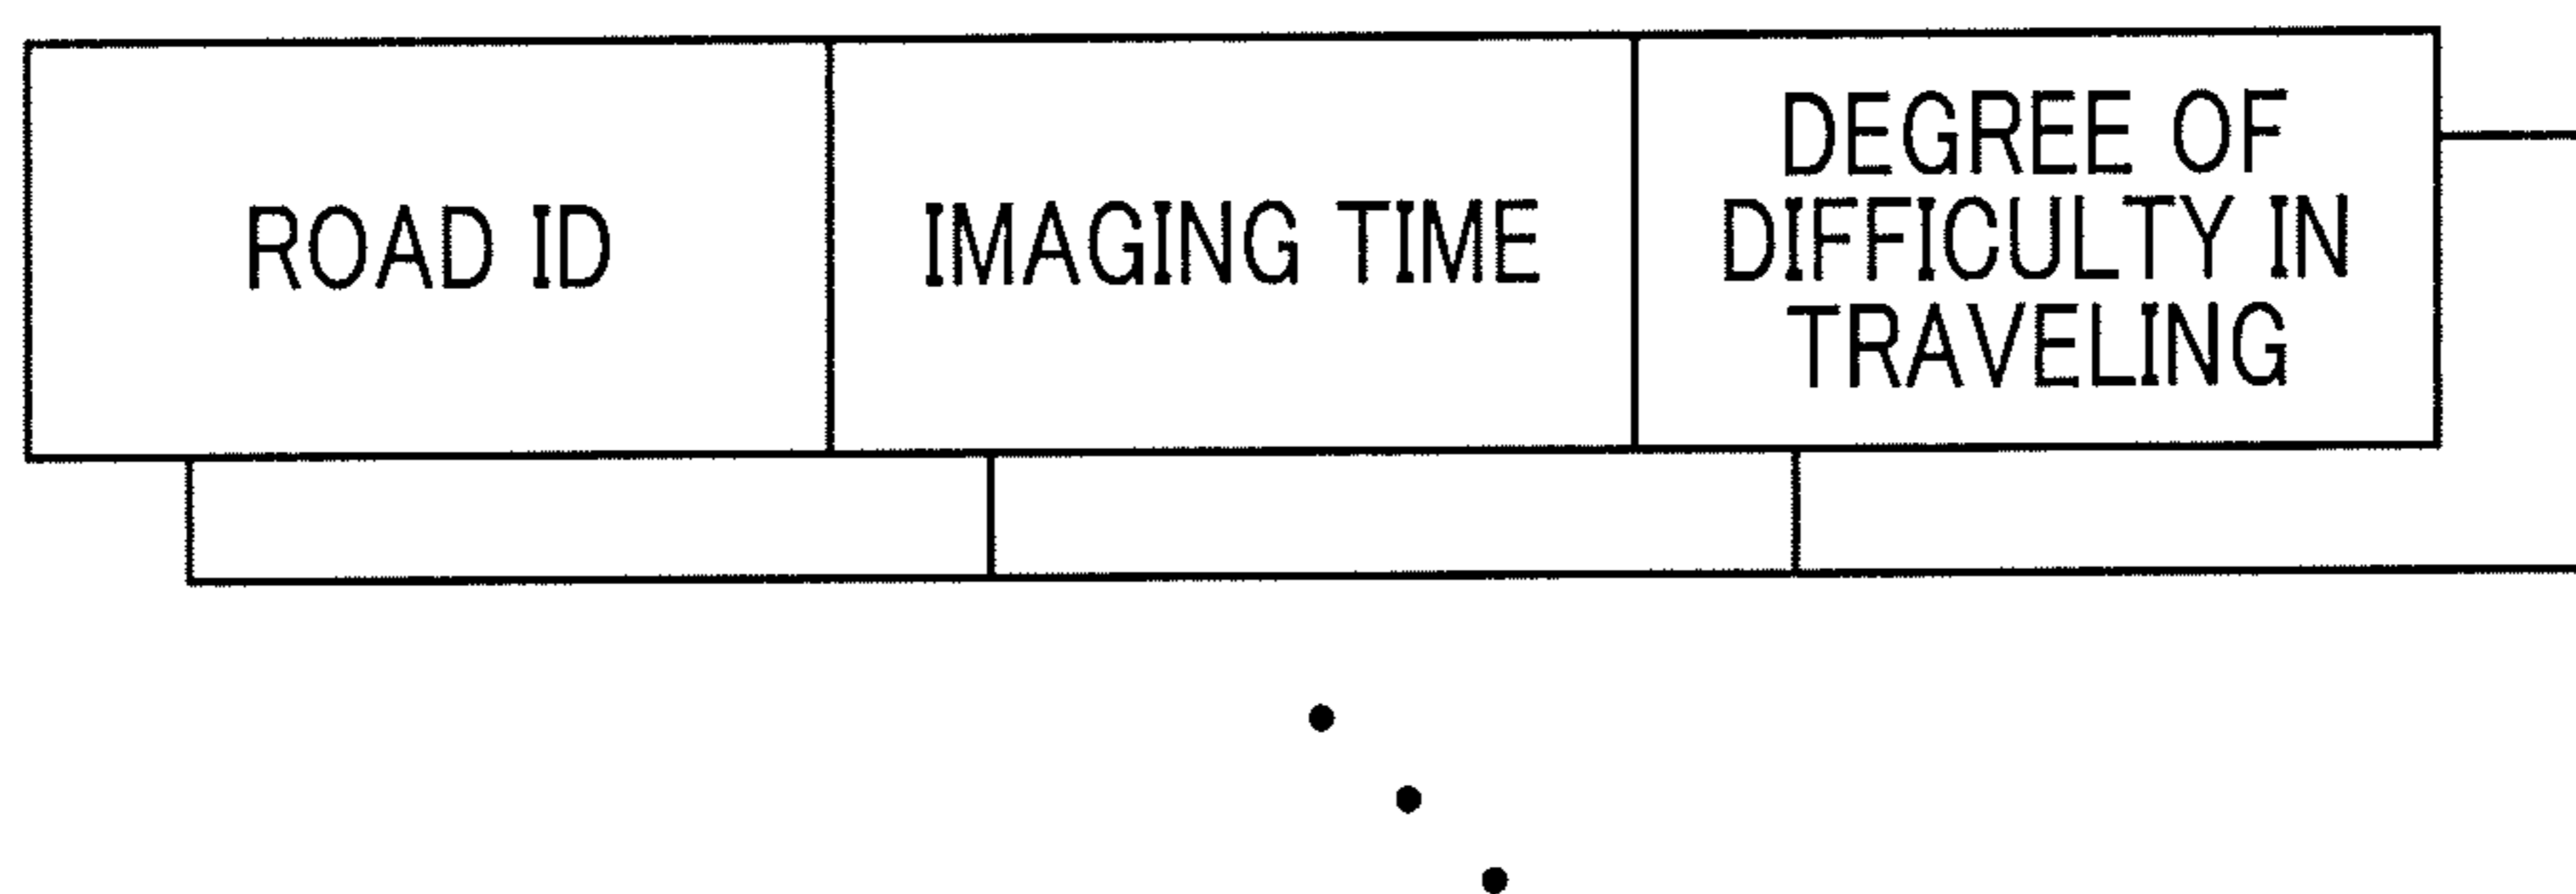 ROAD ID
IMAGING TIME
DEGREE OF
DIFFICULTY IN
TRAVELING